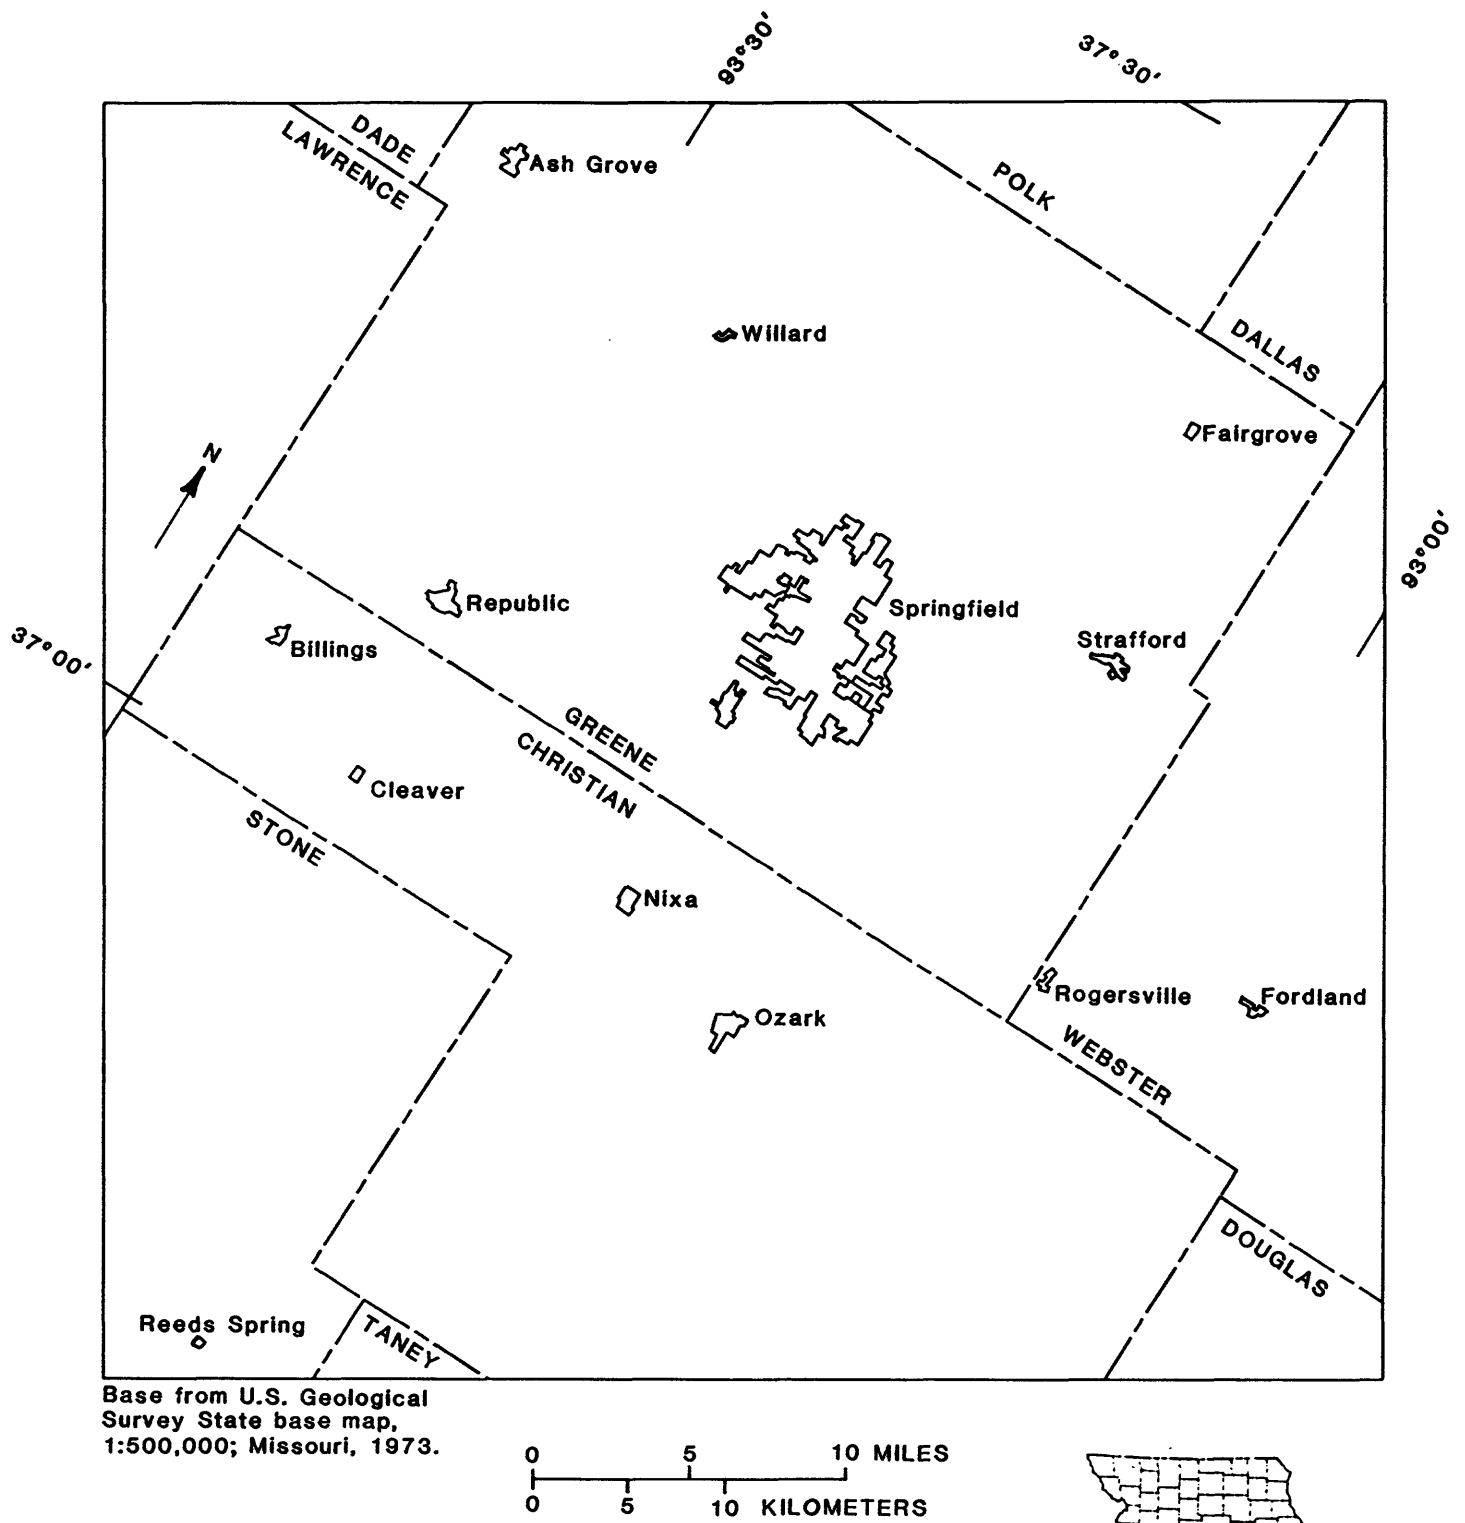 93°30'
37°30'
DADE
LAWRENCE
Ash Grove
POLK
Willard
DALLAS
Fairgrove
N
93°00'
Republic
Springfield
Billings
Strafford
37°00'
GREENE
CHRISTIAN
Cleaver
STONE
Nixa
Rogersville
Fordland
Ozark
WEBSTER
DOUGLAS
Reeds Spring
TANEY
Base from U.S. Geological
Survey State base map,
1:500,000; Missouri, 1973.
0 5 10 MILES
0 5 10 KILOMETERS